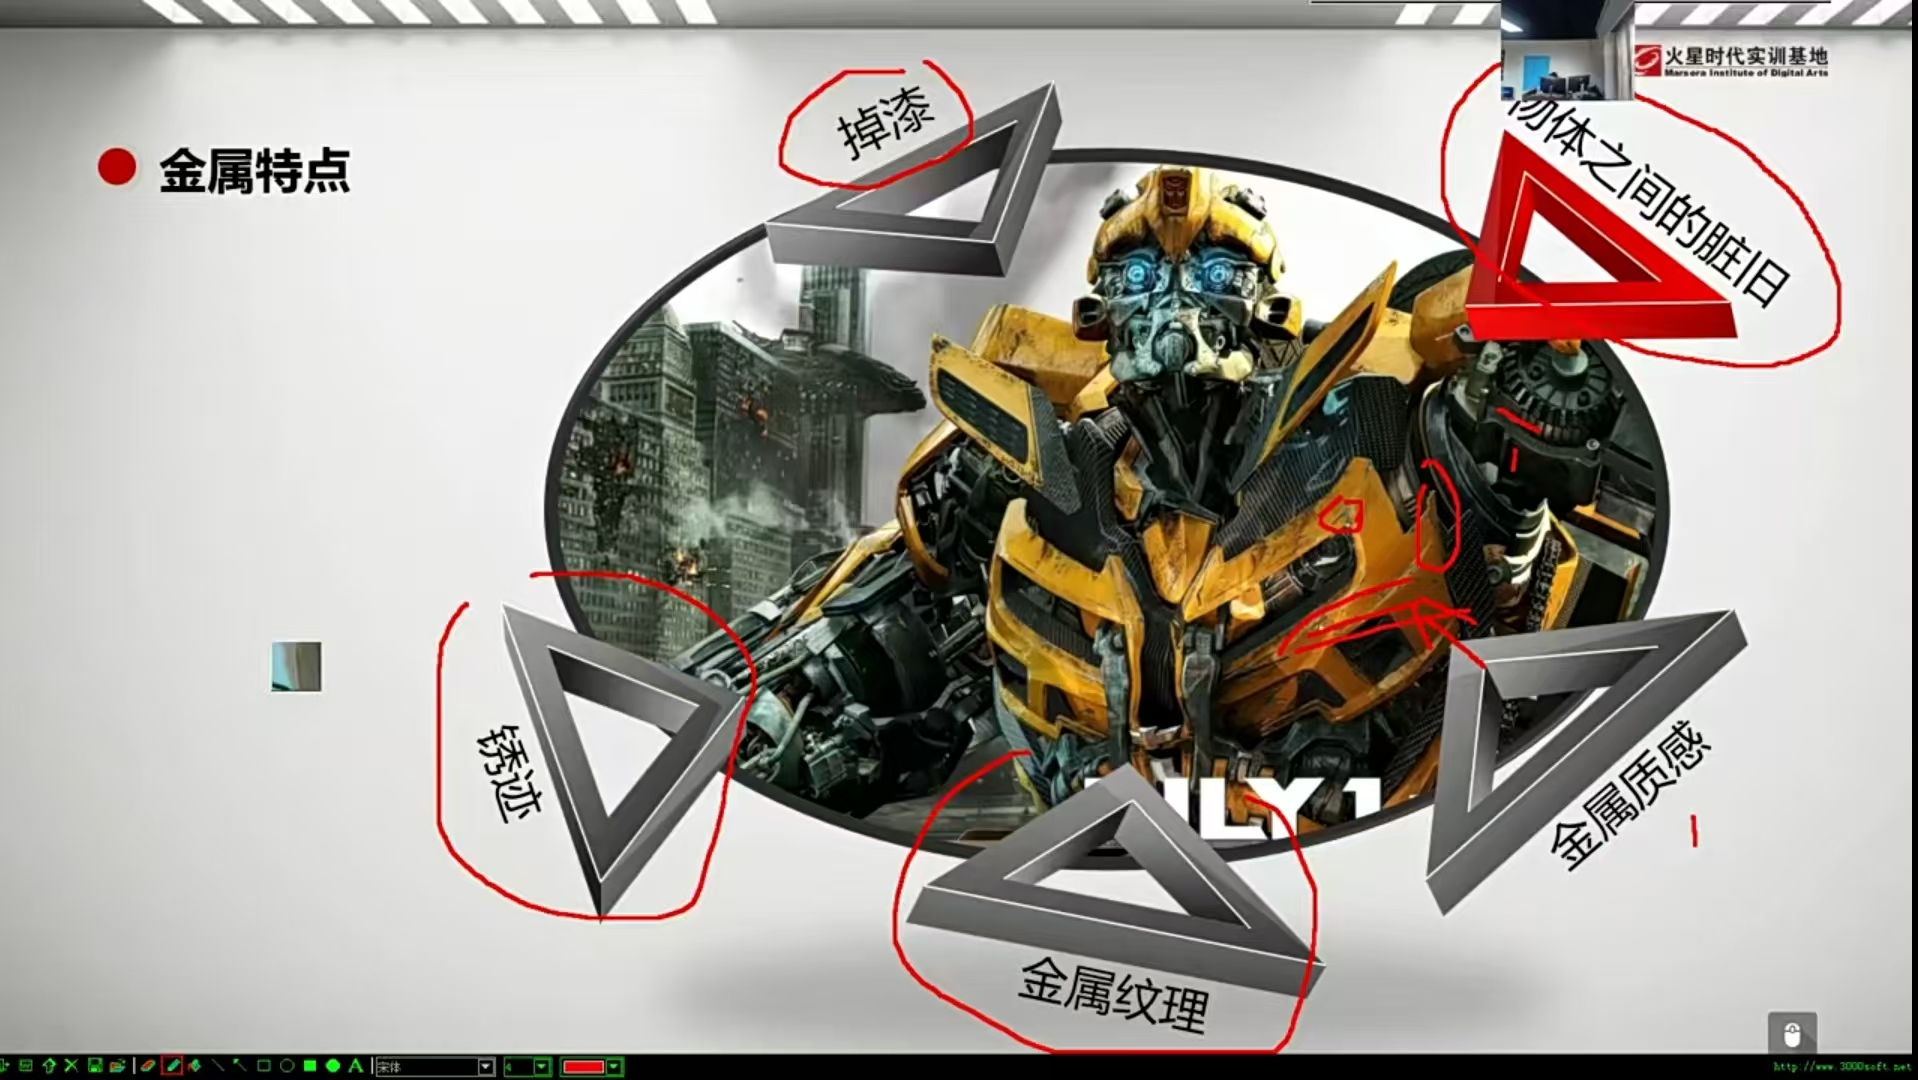 火星时代实训基地
Marsera Institute of Digital Arts
金属特点
掉漆
物体之间的脏旧
锈迹
金属质感
金属纹理
LY 1
宋体
4
http://www.3000soft.net